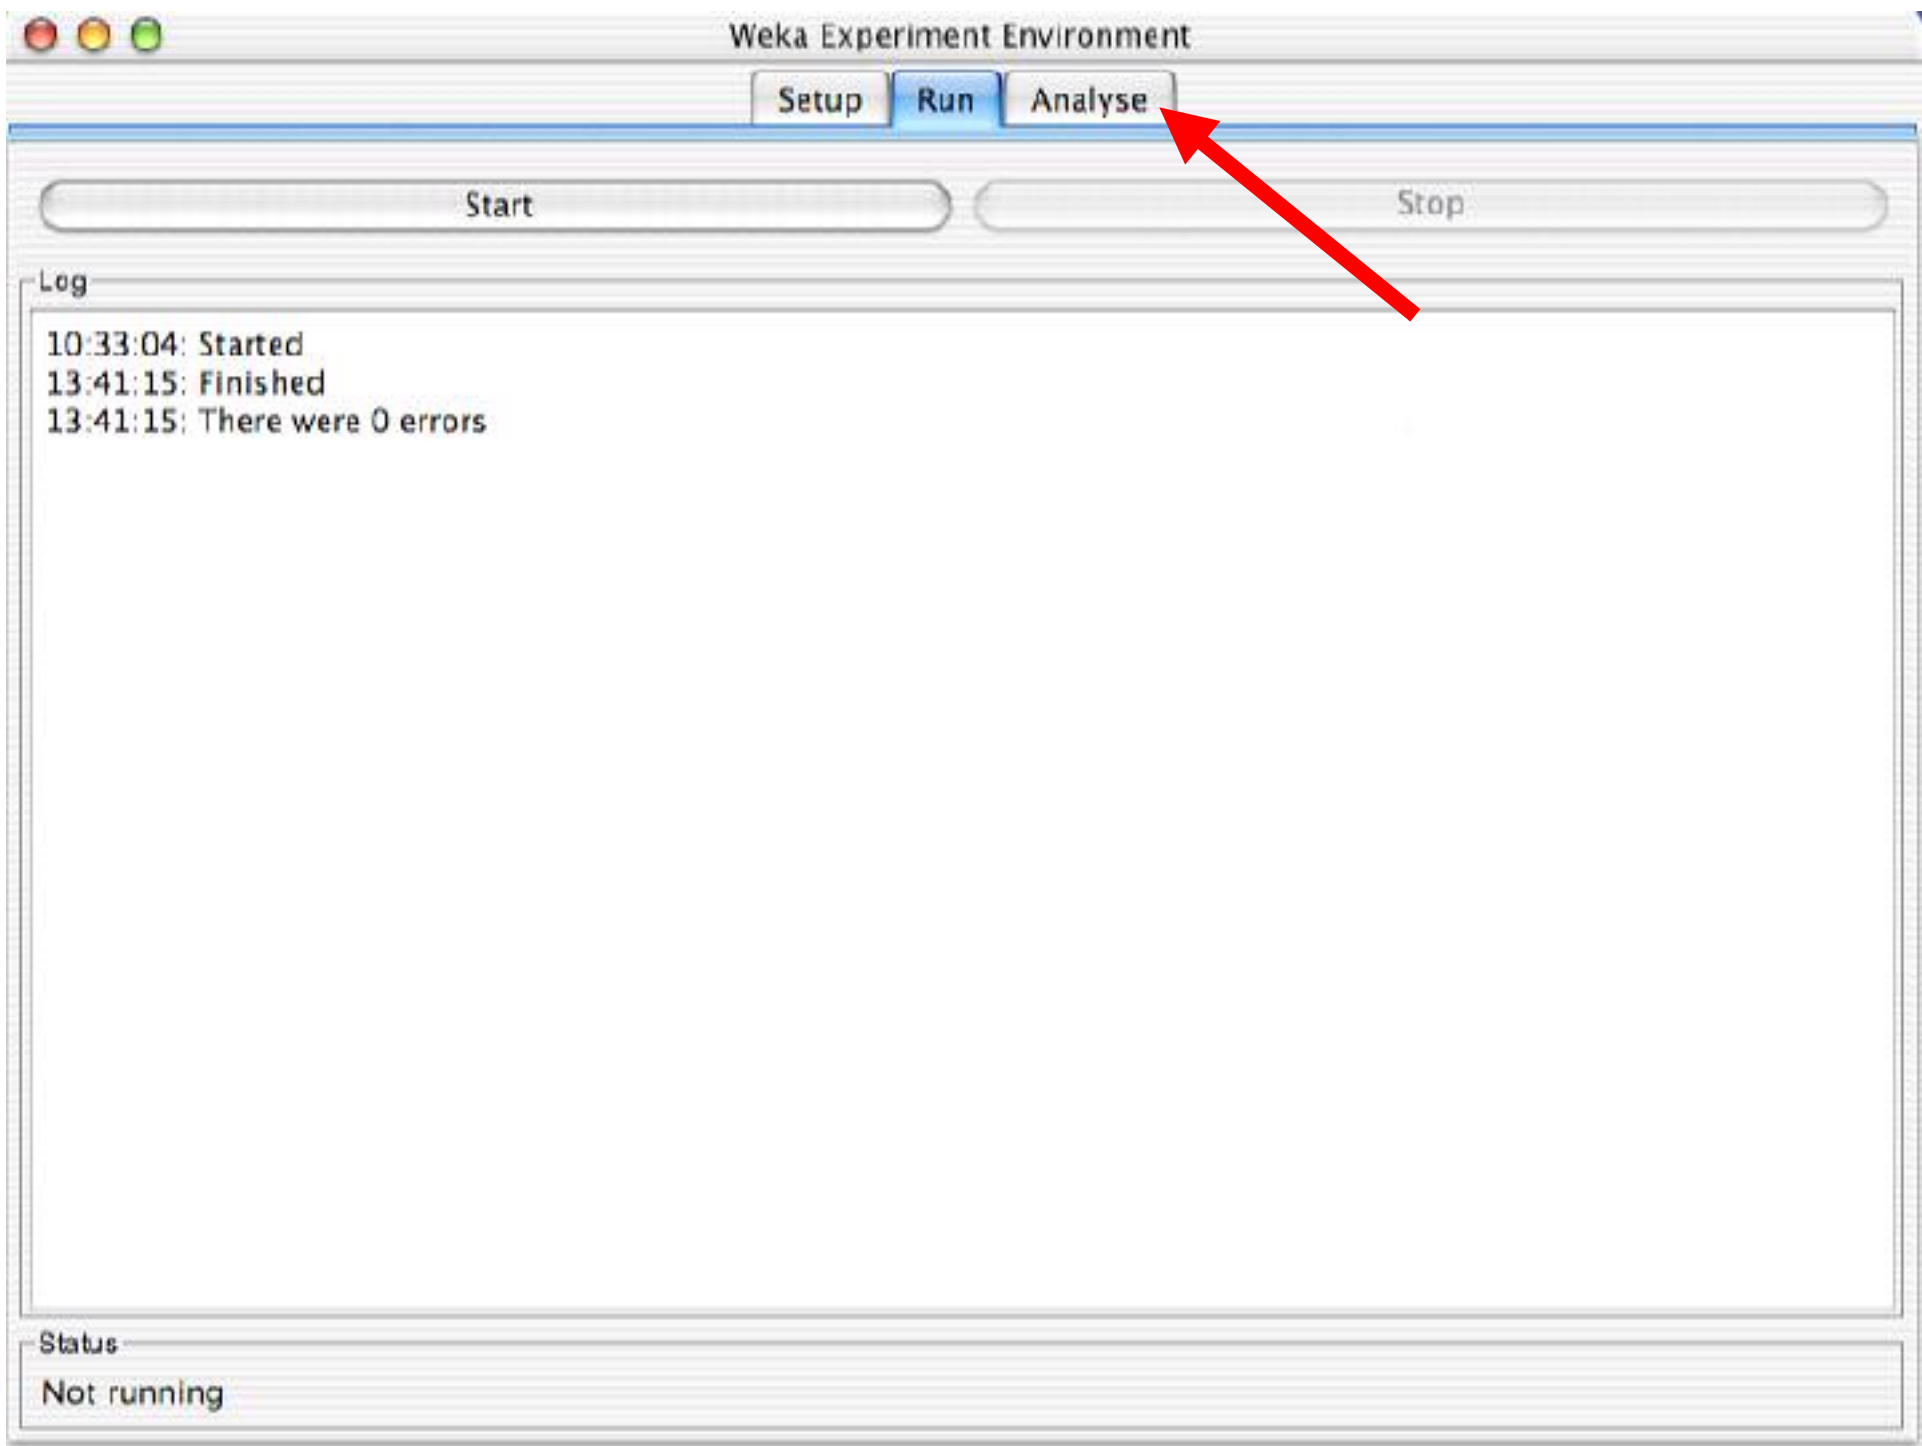 Weka Experiment Environment
Setup Run Analyse
Start Stop
Log
10:33:04: Started
13:41:15: Finished
13:41:15: There were 0 errors
Status
Not running